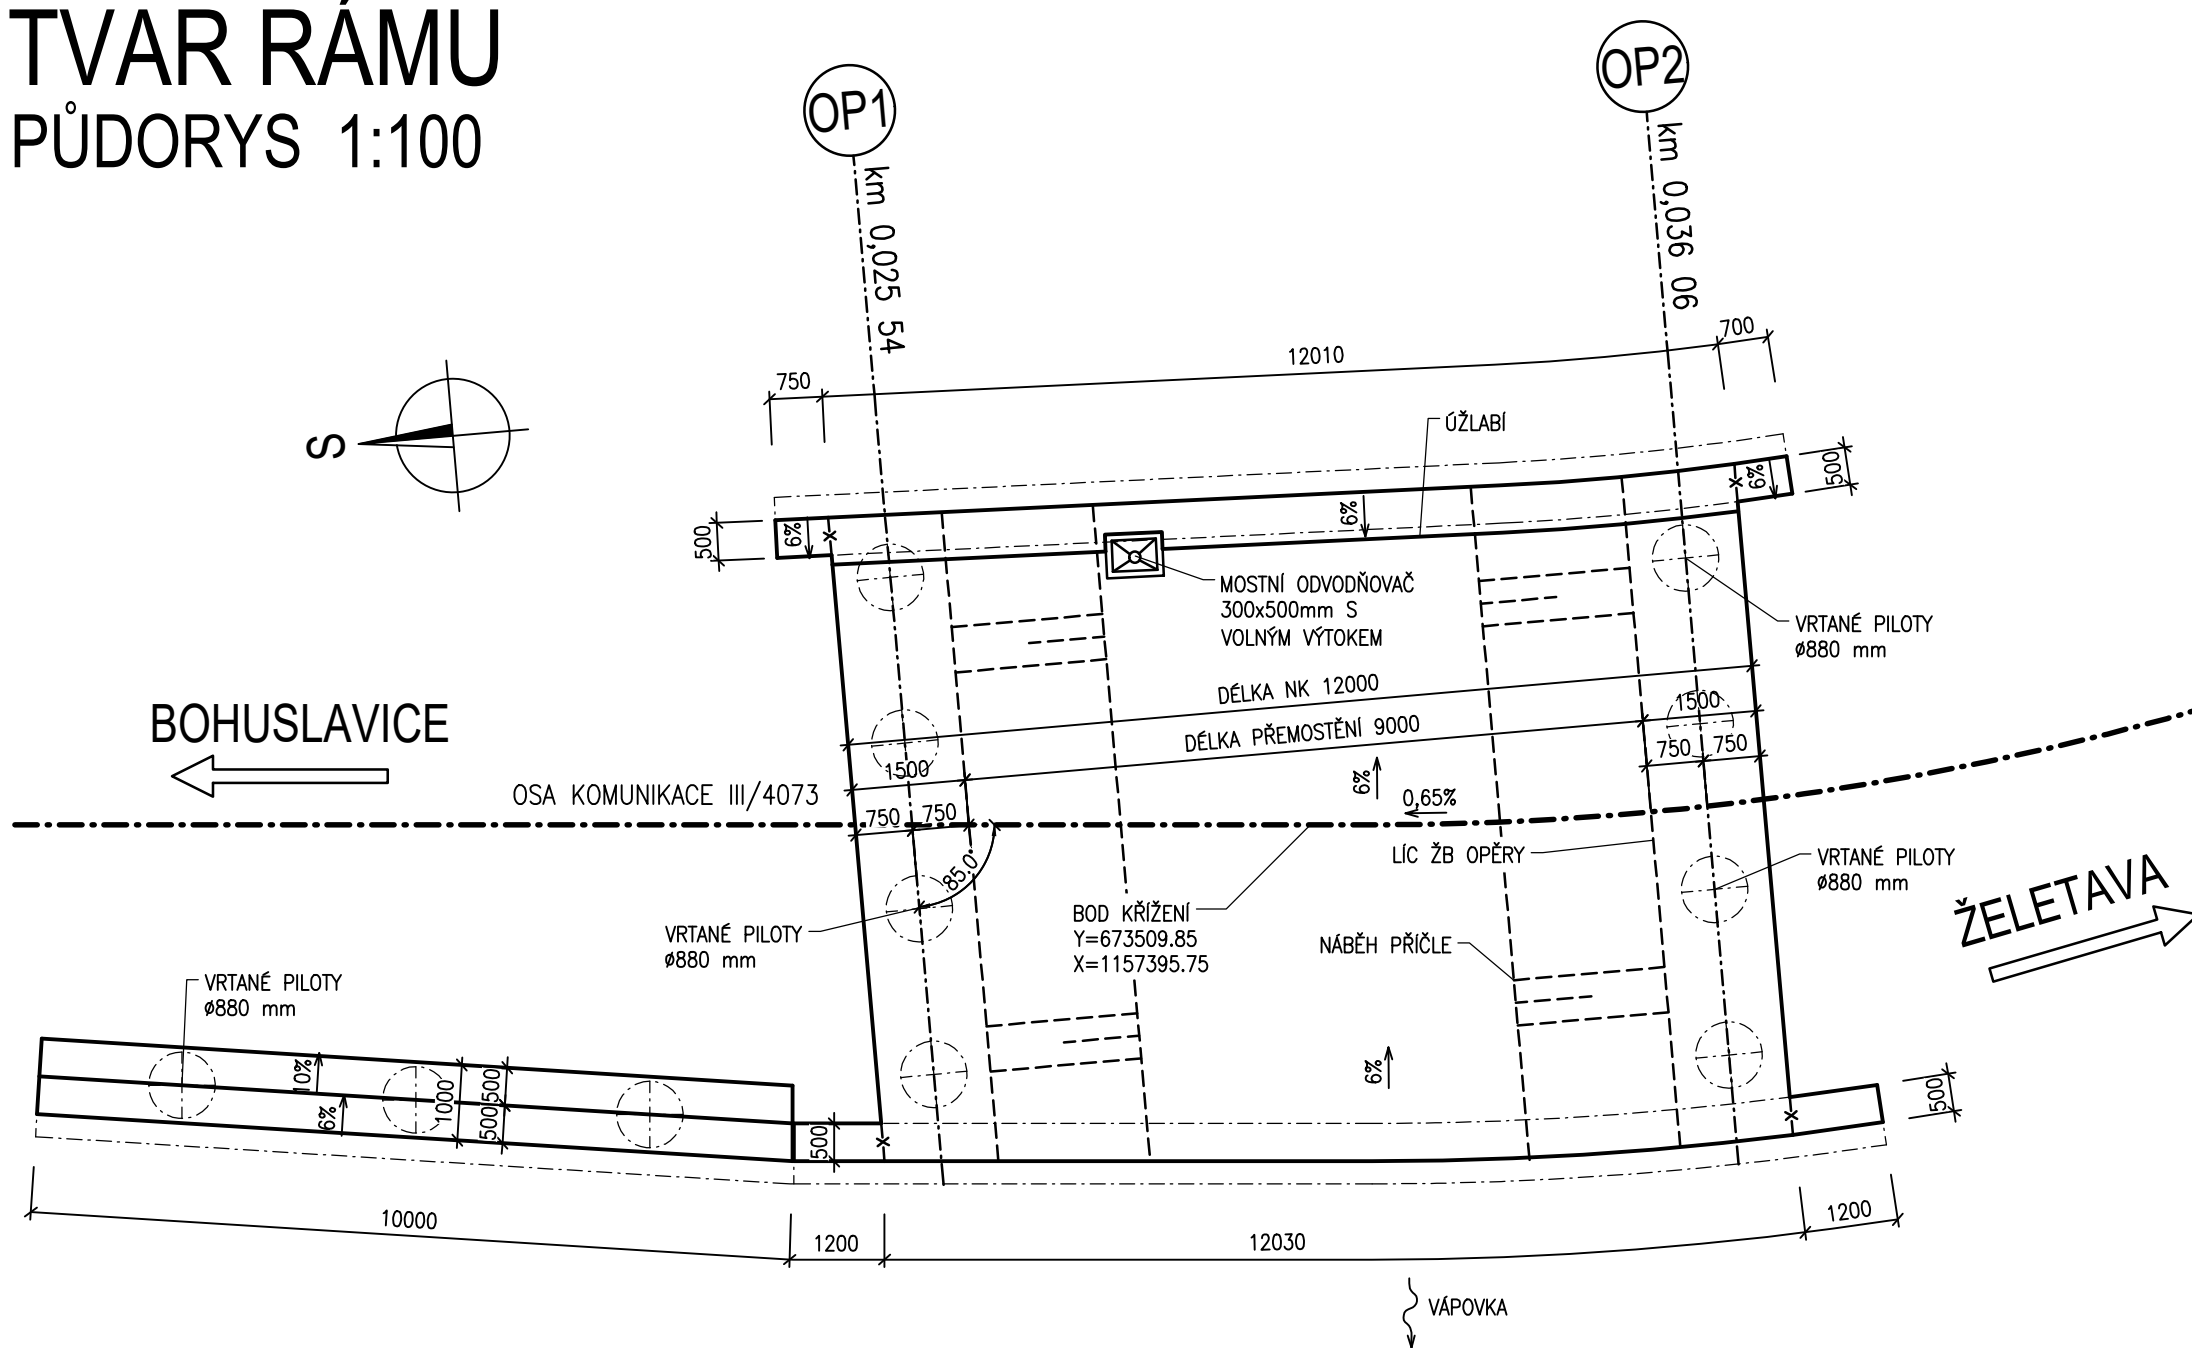 TVAR RÁMU
PŮDORYS 1:100
OP1
km 0,025 54
OP2
km 0,036 06
S
750
12010
700
ÚŽLABÍ
500
6%
6%
6%
500
MOSTNÍ ODVODŇOVAČ
300x500mm S
VOLNÝM VÝTOKEM
VRTANÉ PILOTY
ø880 mm
BOHUSLAVICE
OSA KOMUNIKACE III/4073
DÉLKA NK 12000
DÉLKA PŘEMOSTĚNÍ 9000
1500
1500
750
750
750
750
6%
0,65%
85.0
LÍC ŽB OPĚRY
VRTANÉ PILOTY
ø880 mm
ŽELETAVA
BOD KŘÍŽENÍ
Y=673509.85
X=1157395.75
NÁBĚH PŘÍČLE
VRTANÉ PILOTY
ø880 mm
VRTANÉ PILOTY
ø880 mm
10%
6%
1000
500
500
500
6%
500
10000
1200
12030
1200
VÁPOVKA